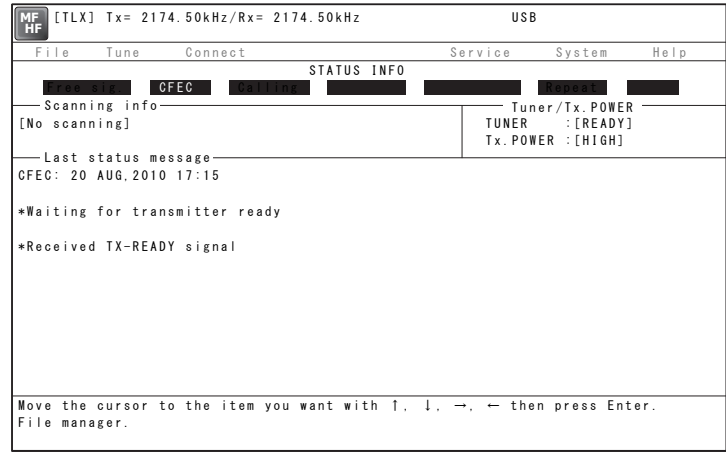 MF HF [TLX] Tx= 2174.50kHz/Rx= 2174.50kHz USB
File Tune Connect Service System Help
STATUS INFO
Free sig. CFEC Calling Repeat
Scanning info Tuner/Tx.POWER
[No scanning] TUNER :[READY]
Tx.POWER :[HIGH]
Last status message
CFEC: 20 AUG,2010 17:15
*Waiting for transmitter ready
*Received TX-READY signal
Move the cursor to the item you want with ↑, ↓, →, ← then press Enter.
File manager.